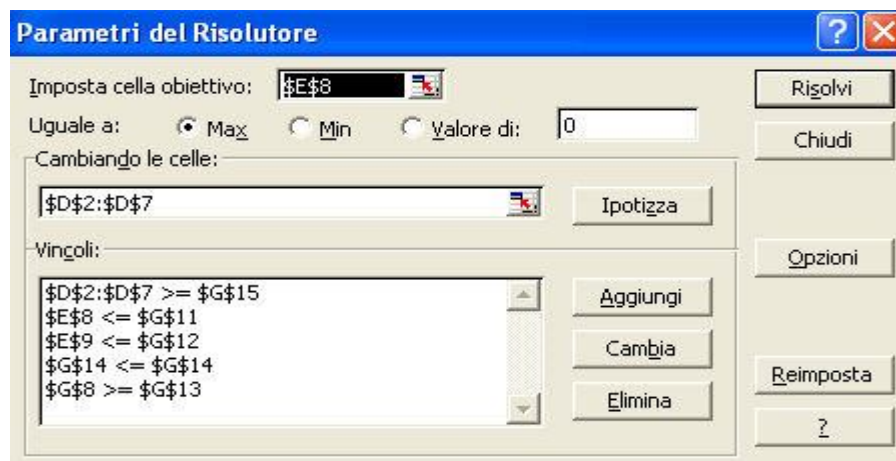 Parametri del Risolutore ?
Imposta cella obiettivo: $E$8
Risolvi
Uguale a: Max Min Valore di: 0
Chiudi
Cambiando le celle:
$D$2:$D$7
Ipotizza
Vincoli:
Opzioni
$D$2:$D$7 >= $G$15
$E$8 <= $G$11
$E$9 <= $G$12
$G$14 <= $G$14
$G$8 >= $G$13
Aggiungi
Cambia
Elimina
Reimposta
?